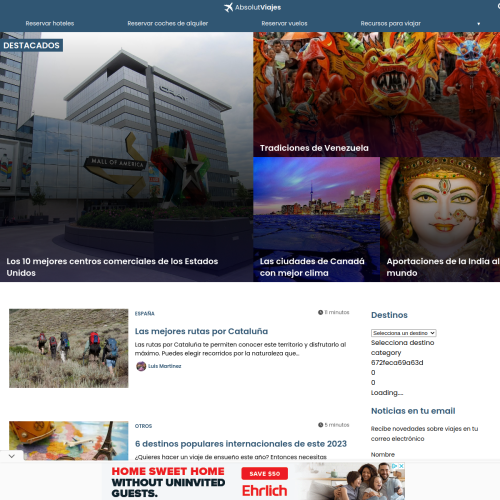 AbsolutViajes
Reservar hoteles
Reservar coches de alquiler
Reservar vuelos
Recursos para viajar
DESTACADOS
MALL OF AMERICA
Los 10 mejores centros comerciales de los Estados
Unidos
Tradiciones de Venezuela
Las ciudades de Canadá
con mejor clima
Aportaciones de la India al
mundo
ESPAÑA
8 minutos
Las mejores rutas por Cataluña
Las rutas por Cataluña te permiten conocer este territorio y disfrutarlo al
máximo. Puedes elegir recorridos por la naturaleza que...
Luis Martinez
OTROS
5 minutos
6 destinos populares internacionales de este 2023
¿Quieres hacer un viaje de ensueño este año? Entonces necesitas
Destinos
Selecciona un destino
Selecciona destino
category
672feca69a63d
0
0
Loading....
Noticias en tu email
Recibe novedades sobre viajes en tu
correo electrónico
Nombre
HOME SWEET HOME
WITHOUT UNINVITED
GUESTS.
SAVE $50
Ehrlich